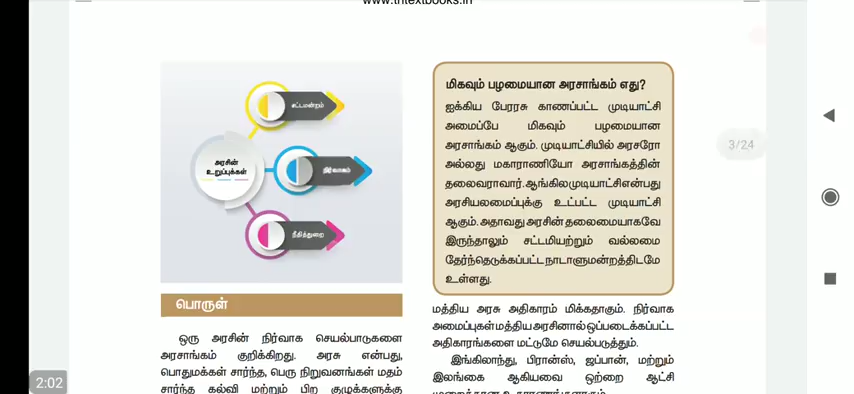 www.tntextbooks.in
சட்டமன்றம்
அரசின்
உறுப்புக்கள்
நிர்வாகம்
நீதித்துறை
பொருள்
ஒரு அரசின் நிர்வாக செயல்பாடுகளை
அரசாங்கம் குறிக்கிறது. அரசு என்பது,
பொதுமக்கள் சார்ந்த, பெரு நிறுவனங்கள் மதம்
சார்ந்த கல்வி மற்றும் பிற குழுக்களுக்கு
மிகவும் பழமையான அரசாங்கம் எது?
ஐக்கிய பேரரசு காணப்பட்ட முடியாட்சி
அமைப்பே மிகவும் பழமையான
அரசாங்கம் ஆகும். முடியாட்சியில் அரசரோ
அல்லது மகாராணியோ அரசாங்கத்தின்
தலைவராவார். ஆங்கில முடியாட்சி என்பது
அரசியலமைப்புக்கு உட்பட்ட முடியாட்சி
ஆகும். அதாவது அரசின் தலைமையாகவே
இருந்தாலும் சட்டமியற்றும் வல்லமை
தேர்ந்தெடுக்கப்பட்ட நாடாளுமன்றத்திடமே
உள்ளது.
மத்திய அரசு அதிகாரம் மிக்கதாகும். நிர்வாக
அமைப்புகள் மத்திய அரசினால் ஒப்படைக்கப்பட்ட
அதிகாரங்களை மட்டுமே செயல்படுத்தும்.
இங்கிலாந்து, பிரான்ஸ், ஜப்பான், மற்றும்
இலங்கை ஆகியவை ஒற்றை ஆட்சி
3/24
2:02